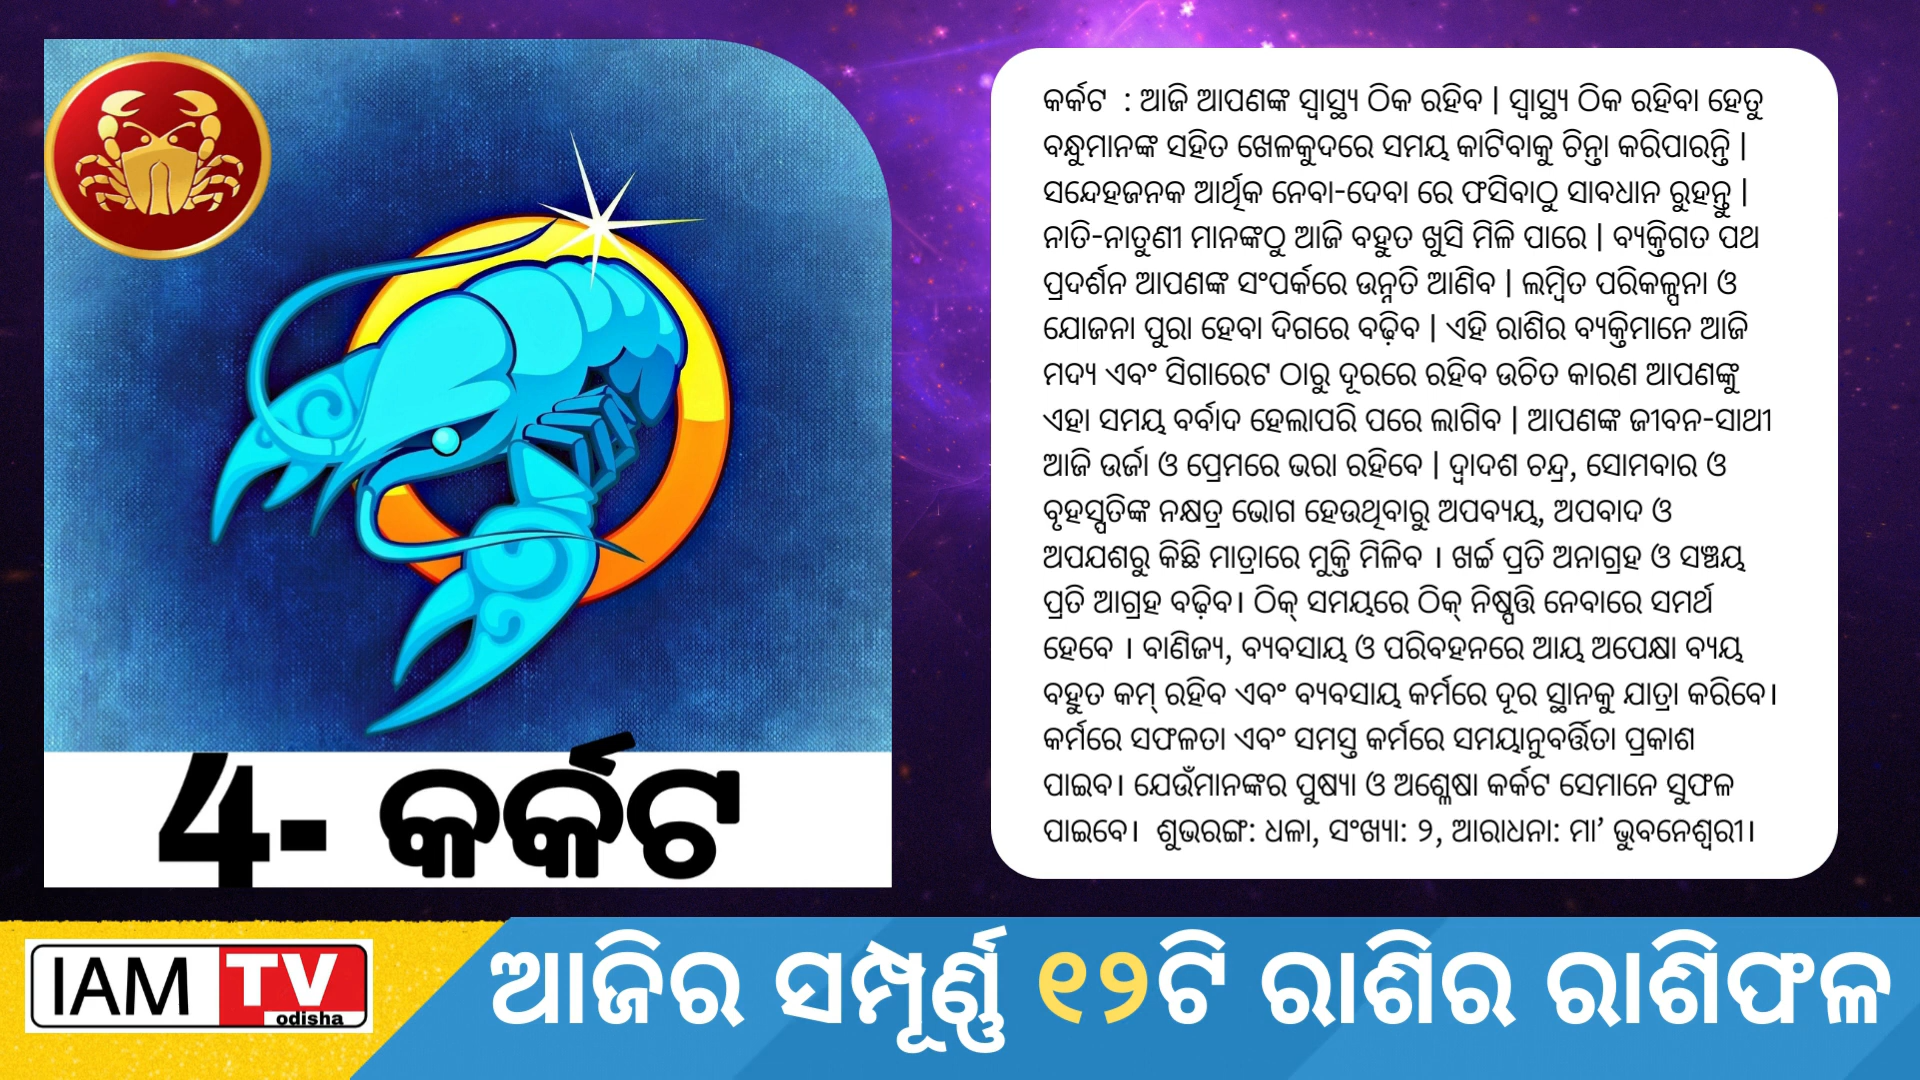 କର୍କଟ : ଆଜି ଆପଣଙ୍କ ସ୍ୱାସ୍ଥ୍ୟ ଠିକ ରହିବ | ସ୍ୱାସ୍ଥ୍ୟ ଠିକ ରହିବା ହେତୁ
ବନ୍ଧୁମାନଙ୍କ ସହିତ ଖେଳକୁଦରେ ସମୟ କାଟିବାକୁ ଚିନ୍ତା କରିପାରନ୍ତି |
ସନ୍ଦେହଜନକ ଆର୍ଥିକ ନେବା-ଦେବା ରେ ଫସିବାଠୁ ସାବଧାନ ରୁହନ୍ତୁ |
ନାତି-ନାତୁଣୀ ମାନଙ୍କଠୁ ଆଜି ବହୁତ ଖୁସି ମିଳି ପାରେ | ବ୍ୟକ୍ତିଗତ ପଥ
ପ୍ରଦର୍ଶନ ଆପଣଙ୍କ ସଂପର୍କରେ ଉନ୍ନତି ଆଣିବ | ଲମ୍ବିତ ପରିକଳ୍ପନା ଓ
ଯୋଜନା ପୁରା ହେବା ଦିଗରେ ବଢ଼ିବ | ଏହି ରାଶିର ବ୍ୟକ୍ତିମାନେ ଆଜି
ମଦ୍ୟ ଏବଂ ସିଗାରେଟ ଠାରୁ ଦୂରରେ ରହିବ ଉଚିତ କାରଣ ଆପଣଙ୍କୁ
ଏହା ସମୟ ବର୍ବାଦ ହେଲାପରି ପରେ ଲାଗିବ | ଆପଣଙ୍କ ଜୀବନ-ସାଥୀ
ଆଜି ଉର୍ଜା ଓ ପ୍ରେମରେ ଭରା ରହିବେ | ଦ୍ୱାଦଶ ଚନ୍ଦ୍ର, ସୋମବାର ଓ
ବୃହସ୍ପତିଙ୍କ ନକ୍ଷତ୍ର ଭୋଗ ହେଉଥିବାରୁ ଅପବ୍ୟୟ, ଅପବାଦ ଓ
ଅପଯଶରୁ କିଛି ମାତ୍ରାରେ ମୁକ୍ତି ମିଳିବ । ଖର୍ଚ୍ଚ ପ୍ରତି ଅନାଗ୍ରହ ଓ ସଞ୍ଚୟ
ପ୍ରତି ଆଗ୍ରହ ବଢ଼ିବ। ଠିକ୍ ସମୟରେ ଠିକ୍ ନିଷ୍ପତ୍ତି ନେବାରେ ସମର୍ଥ
ହେବେ । ବାଣିଜ୍ୟ, ବ୍ୟବସାୟ ଓ ପରିବହନରେ ଆୟ ଅପେକ୍ଷା ବ୍ୟୟ
ବହୁତ କମ୍ ରହିବ ଏବଂ ବ୍ୟବସାୟ କର୍ମରେ ଦୂର ସ୍ଥାନକୁ ଯାତ୍ରା କରିବେ।
କର୍ମରେ ସଫଳତା ଏବଂ ସମସ୍ତ କର୍ମରେ ସମୟାନୁବର୍ତ୍ତିତା ପ୍ରକାଶ
ପାଇବ। ଯେଉଁମାନଙ୍କର ପୁଷ୍ୟା ଓ ଅଶ୍ଳେଷା କର୍କଟ ସେମାନେ ସୁଫଳ
ପାଇବେ। ଶୁଭରଙ୍ଗ: ଧଳା, ସଂଖ୍ୟା: ୨, ଆରାଧନା: ମା’ ଭୁବନେଶ୍ୱରୀ।
4- କର୍କଟ
IAM TV
odisha
ଆଜିର ସମ୍ପୂର୍ଣ୍ଣ ୧୨ଟି ରାଶିର ରାଶିଫଳ